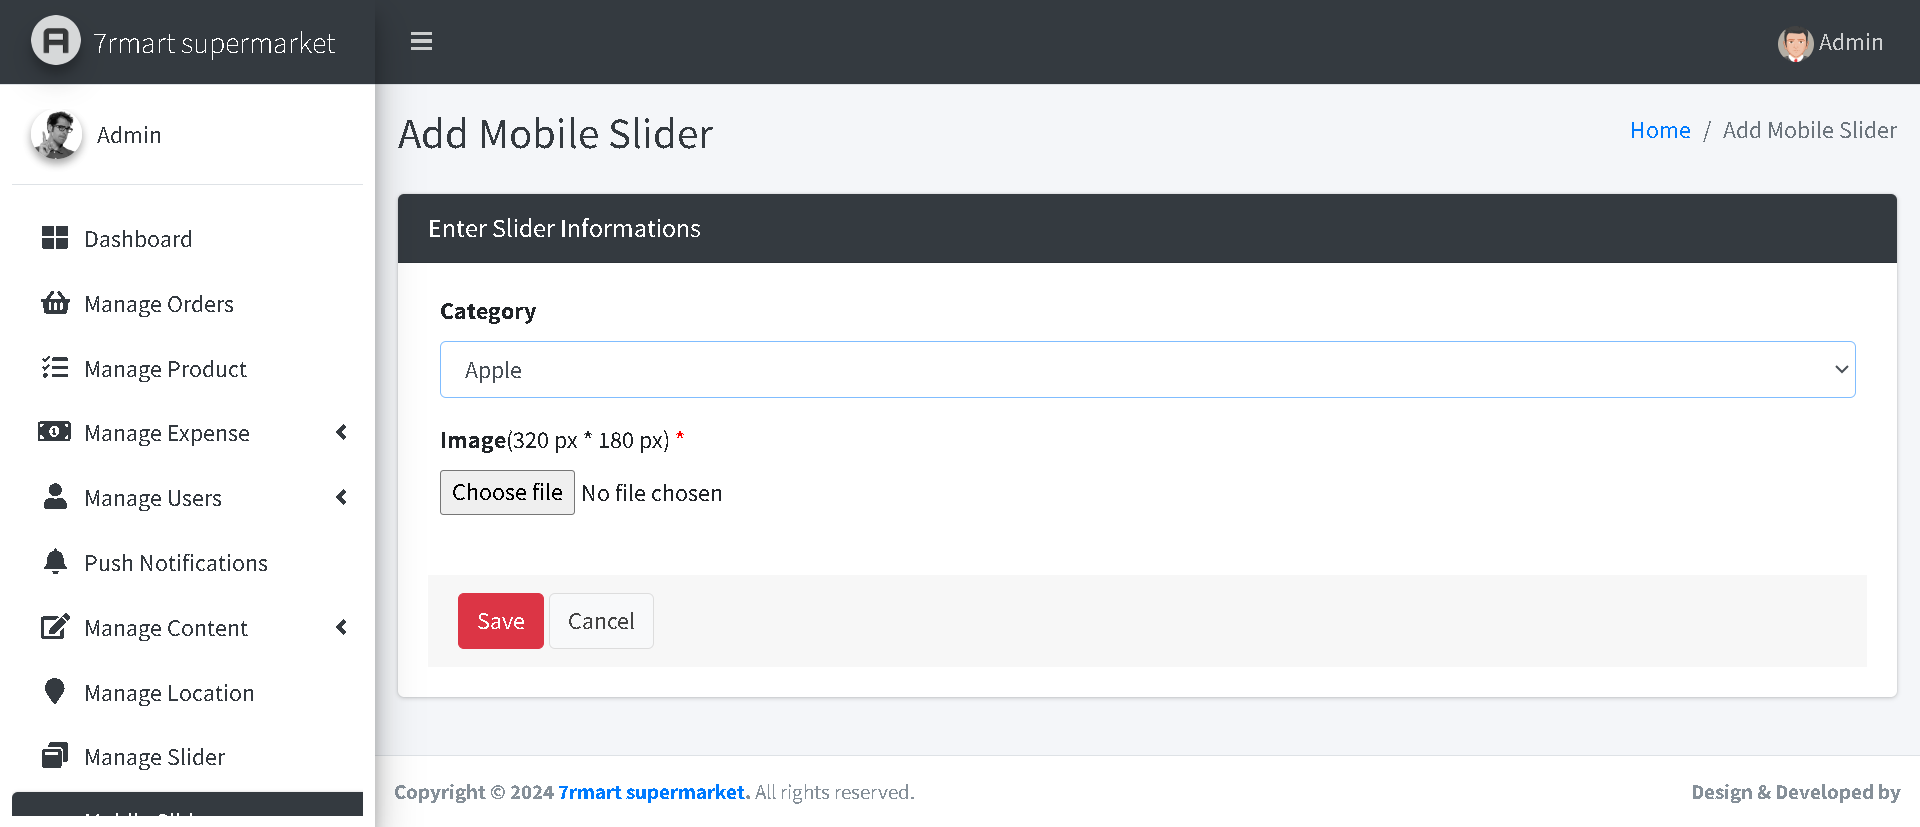 7rmart supermarket
Admin
Admin
Dashboard
Manage Orders
Manage Product
Manage Expense
Manage Users
Push Notifications
Manage Content
Manage Location
Manage Slider
Add Mobile Slider
Home / Add Mobile Slider
Enter Slider Informations
Category
Apple
Image(320 px * 180 px) *
Choose file No file chosen
Save Cancel
Copyright © 2024 7rmart supermarket. All rights reserved.
Design & Developed by